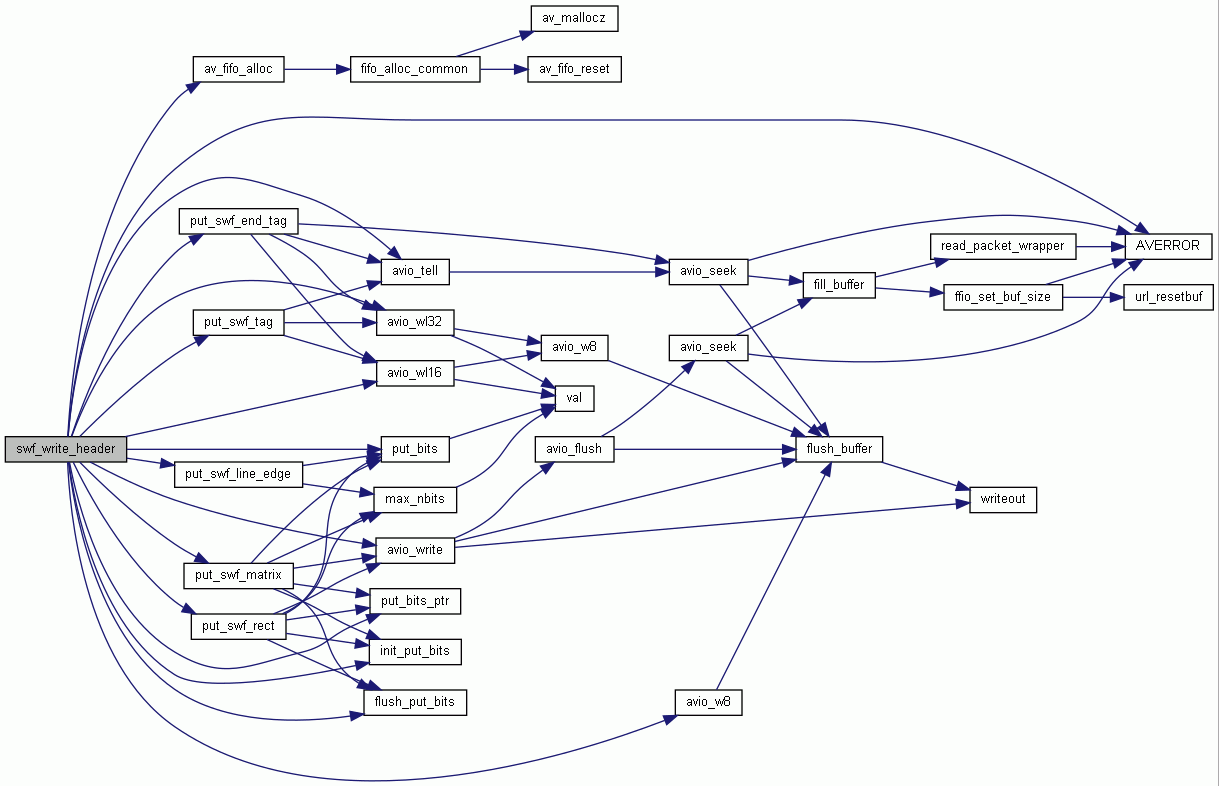 av_mallocz
av_fifo_alloc
fifo_alloc_common
av_fifo_reset
put_swf_end_tag
avio_tell
avio_seek
read_packet_wrapper
AVERROR
fill_buffer
ffio_set_buf_size
url_resetbuf
put_swf_tag
avio_wl32
avio_w8
avio_seek
avio_wl16
val
swf_write_header
put_bits
avio_flush
flush_buffer
put_swf_line_edge
max_nbits
writeout
avio_write
put_swf_matrix
put_bits_ptr
put_swf_rect
init_put_bits
flush_put_bits
avio_w8